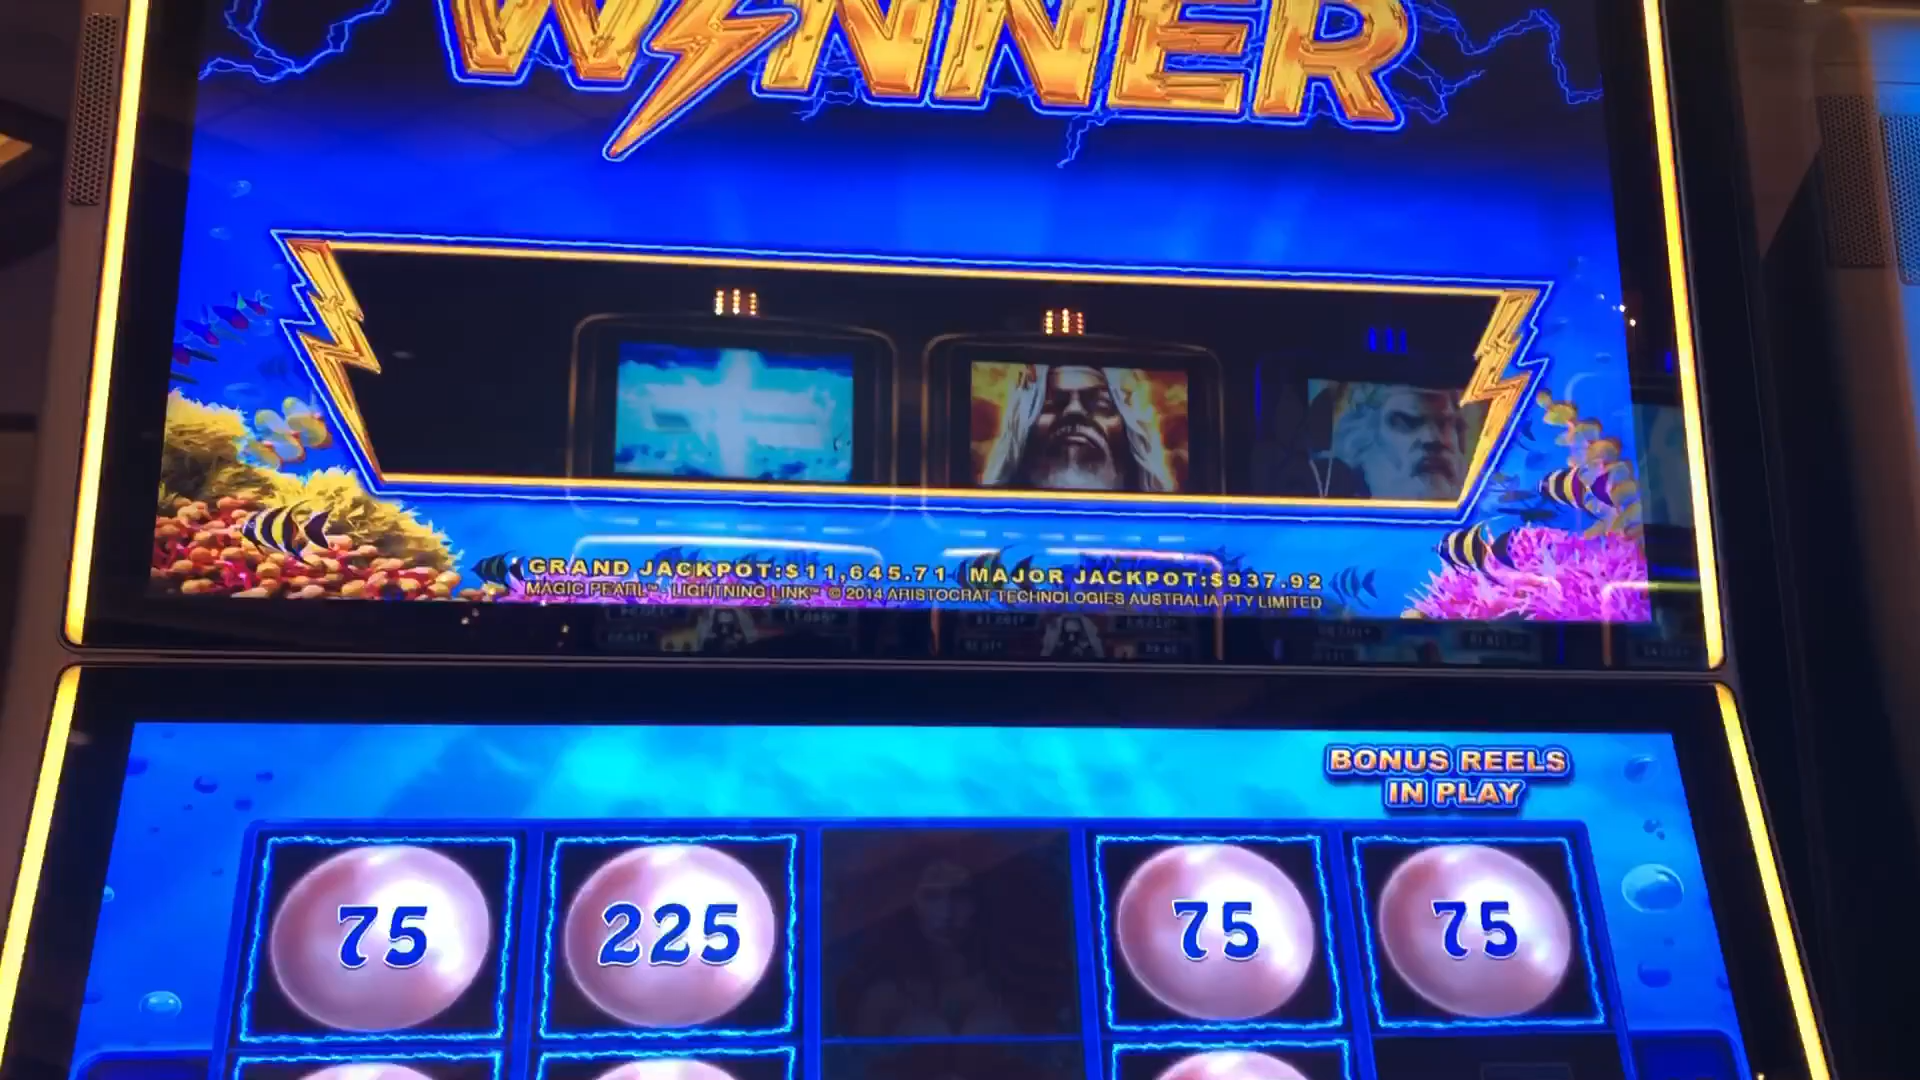 WINNER
GRAND JACKPOT:$11,645.71 MAJOR JACKPOT:$937.92
MAGIC PEARL™ - LIGHTNING LINK™ © 2014 ARISTOCRAT TECHNOLOGIES AUSTRALIA PTY LIMITED
BONUS REELS
IN PLAY
75 225 75 75